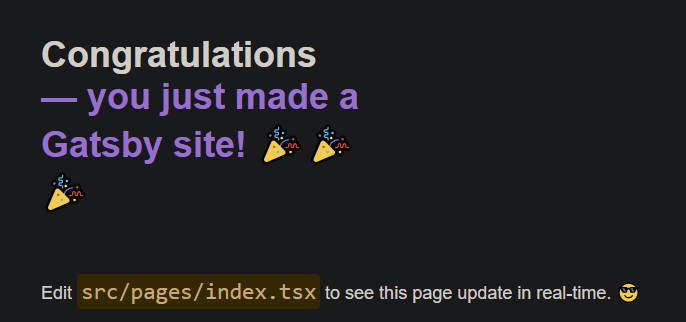 Congratulations
— you just made a
Gatsby site! 🎉🎉
🎉
Edit src/pages/index.tsx to see this page update in real-time. 😎